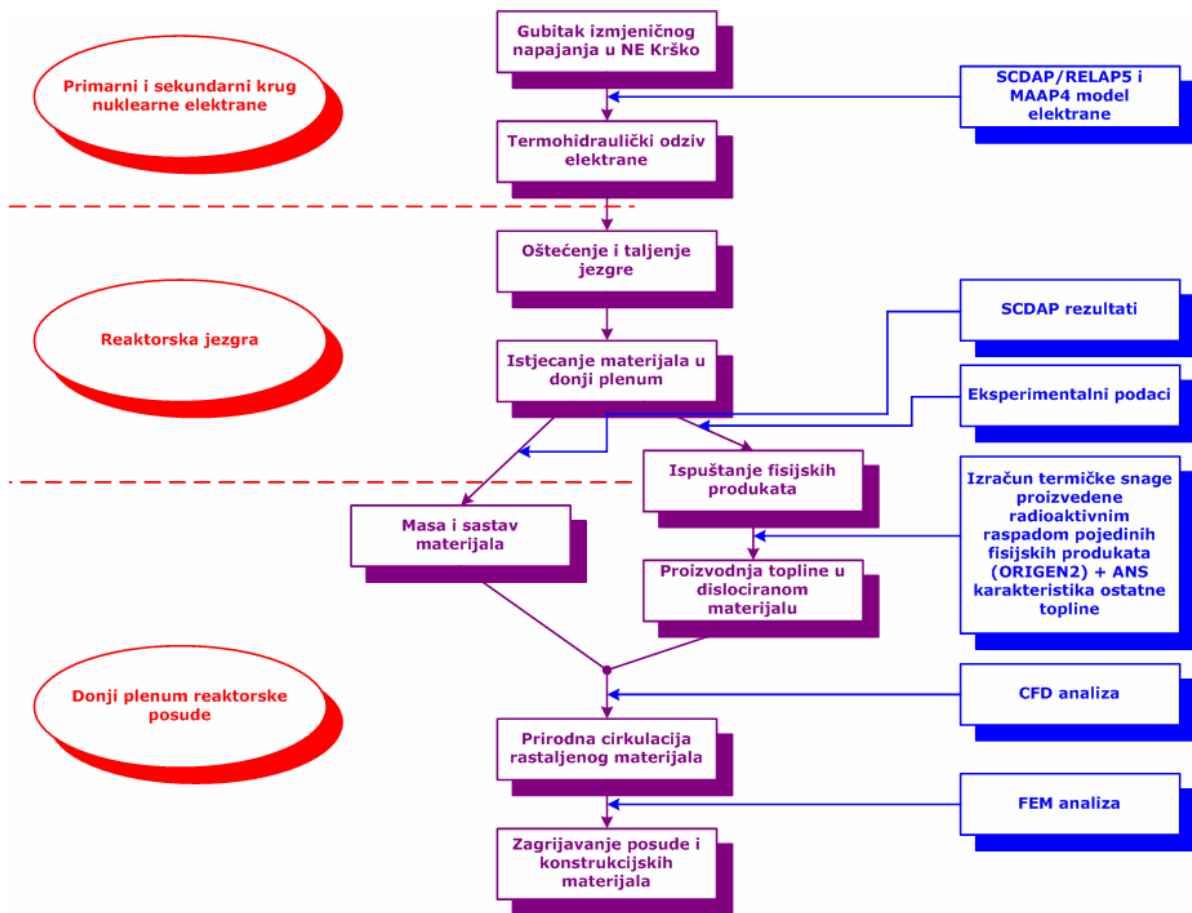 Gubitak izmjeničnog
napajanja u NE Krško
Primarni i sekundarni krug
nuklearne elektrane
SCDAP/RELAP5 i
MAAP4 model
elektrane
Termohidraulički odziv
elektrane
Oštećenje i taljenje
jezgre
Reaktorska jezgra
SCDAP rezultati
Istjecanje materijala u
donji plenum
Eksperimentalni podaci
Ispuštanje fisijskih
produkata
Izračun termičke snage
proizvedene
radioaktivnim
raspadom pojedinih
fisijskih produkata
(ORIGEN2) + ANS
karakteristika ostatne
topline
Masa i sastav
materijala
Proizvodnja topline u
dislociranom
materijalu
Donji plenum reaktorske
posude
CFD analiza
Prirodna cirkulacija
rastaljenog materijala
FEM analiza
Zagrijavanje posude i
konstrukcijskih
materijala